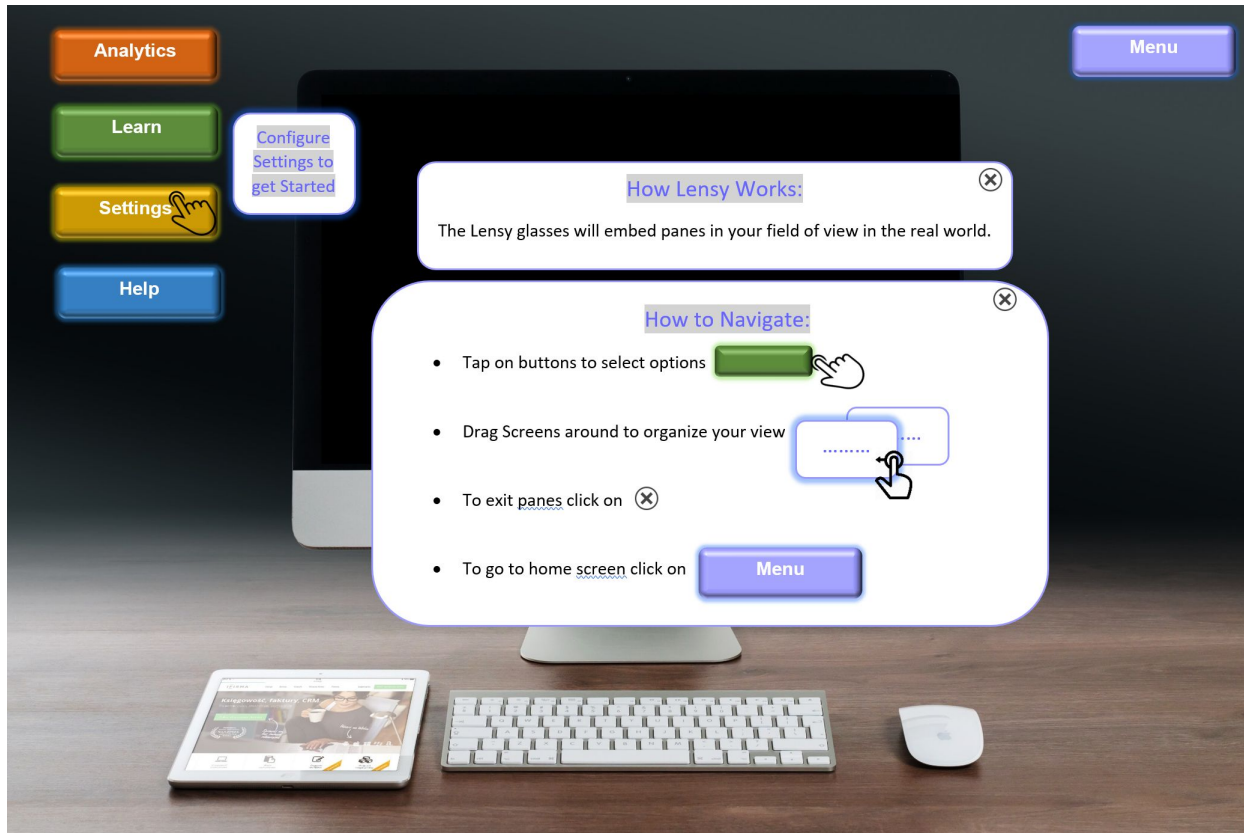 Analytics
Menu
Learn
Configure
Settings to
get Started
Settings
Help
How Lensy Works:
The Lensy glasses will embed panes in your field of view in the real world.
How to Navigate:
Tap on buttons to select options
Drag Screens around to organize your view
.........
....
To exit panes click on
To go to home screen click on
Menu
Księgowość, faktury, CRM